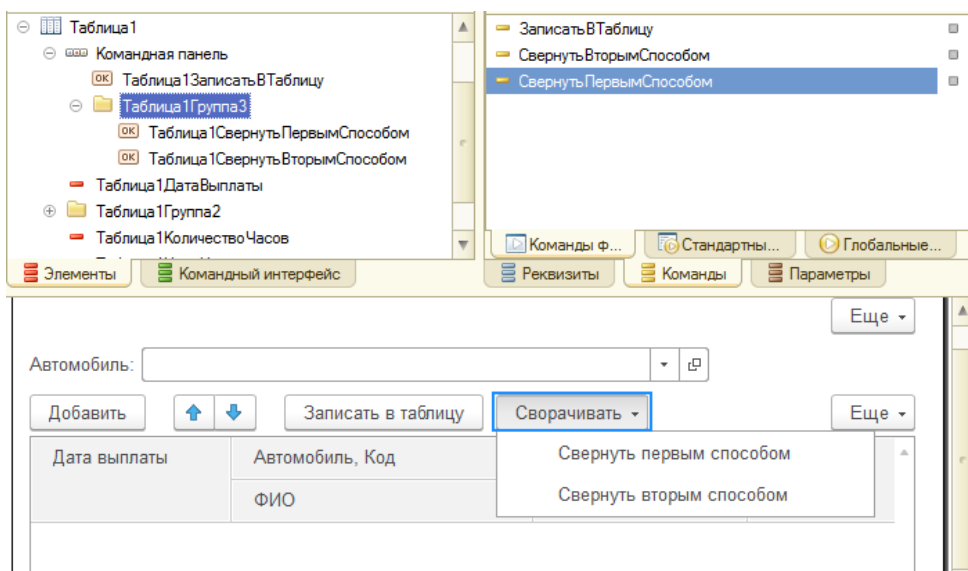 Таблица1
Командная панель
Таблица1ЗаписатьВТаблицу
Таблица1Группа3
Таблица1СвернутьПервымСпособом
Таблица1СвернутьВторымСпособом
Таблица1ДатаВыплаты
Таблица1Группа2
Таблица1КоличествоЧасов
Элементы
Командный интерфейс
ЗаписатьВТаблицу
СвернутьВторымСпособом
СвернутьПервымСпособом
Команды ф...
Стандартны...
Глобальные...
Реквизиты
Команды
Параметры
Еще
Автомобиль:
Добавить
Записать в таблицу
Сворачивать
Еще
Дата выплаты
Автомобиль, Код
ФИО
Свернуть первым способом
Свернуть вторым способом